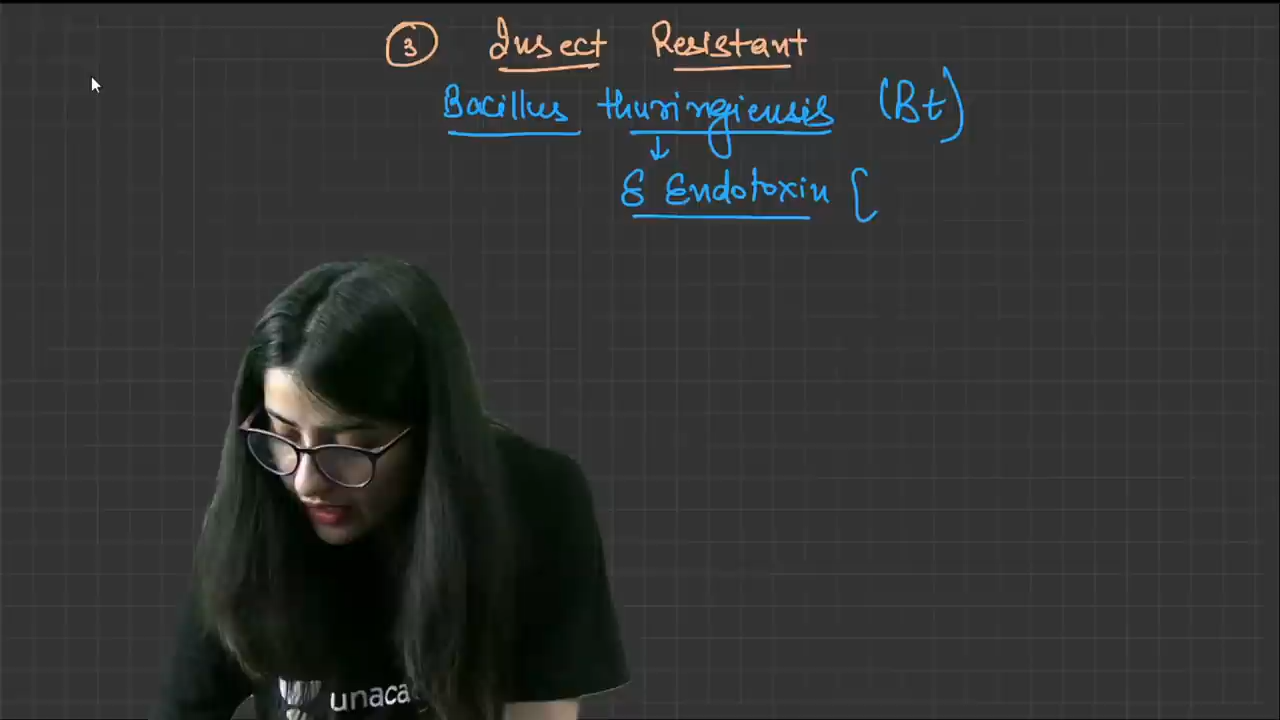 3 Insect Resistant
Bacillus thuringiensis (Bt)
↓
δ Endotoxin {
unaca